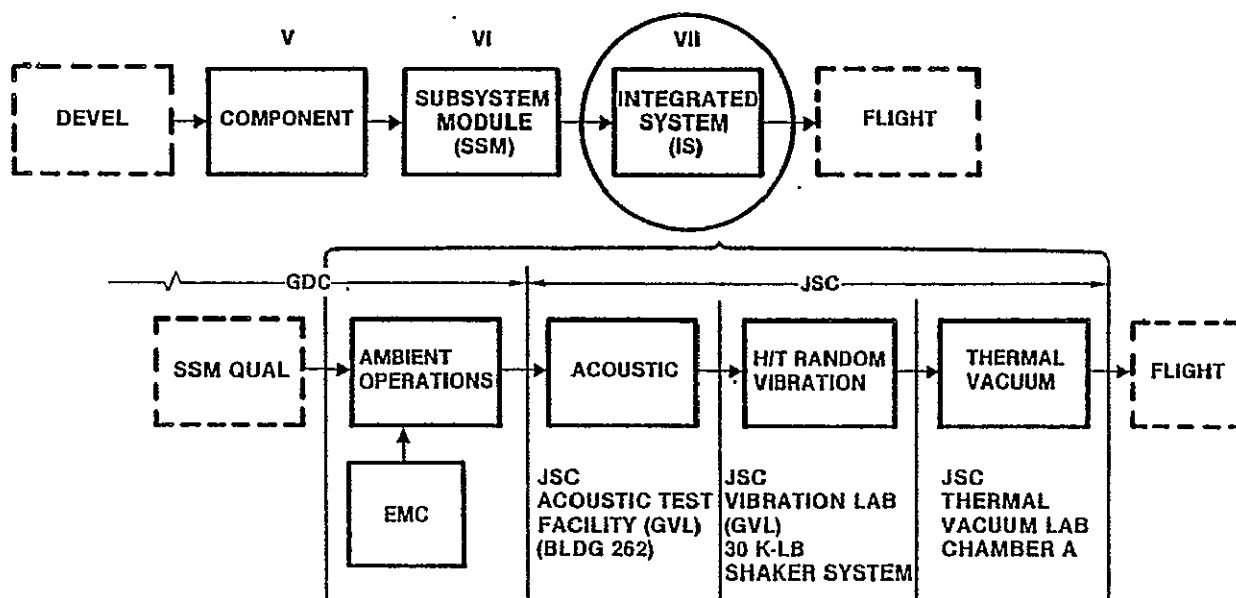 V
VI
VII
DEVEL
COMPONENT
SUBSYSTEM
MODULE
(SSM)
INTEGRATED
SYSTEM
(IS)
FLIGHT
GDC
JSC
SSM QUAL
AMBIENT
OPERATIONS
ACOUSTIC
H/T RANDOM
VIBRATION
THERMAL
VACUUM
FLIGHT
EMC
JSC
ACOUSTIC TEST
FACILITY (GVL)
(BLDG 262)
JSC
VIBRATION LAB
(GVL)
30 K-LB
SHAKER SYSTEM
JSC
THERMAL
VACUUM LAB
CHAMBER A